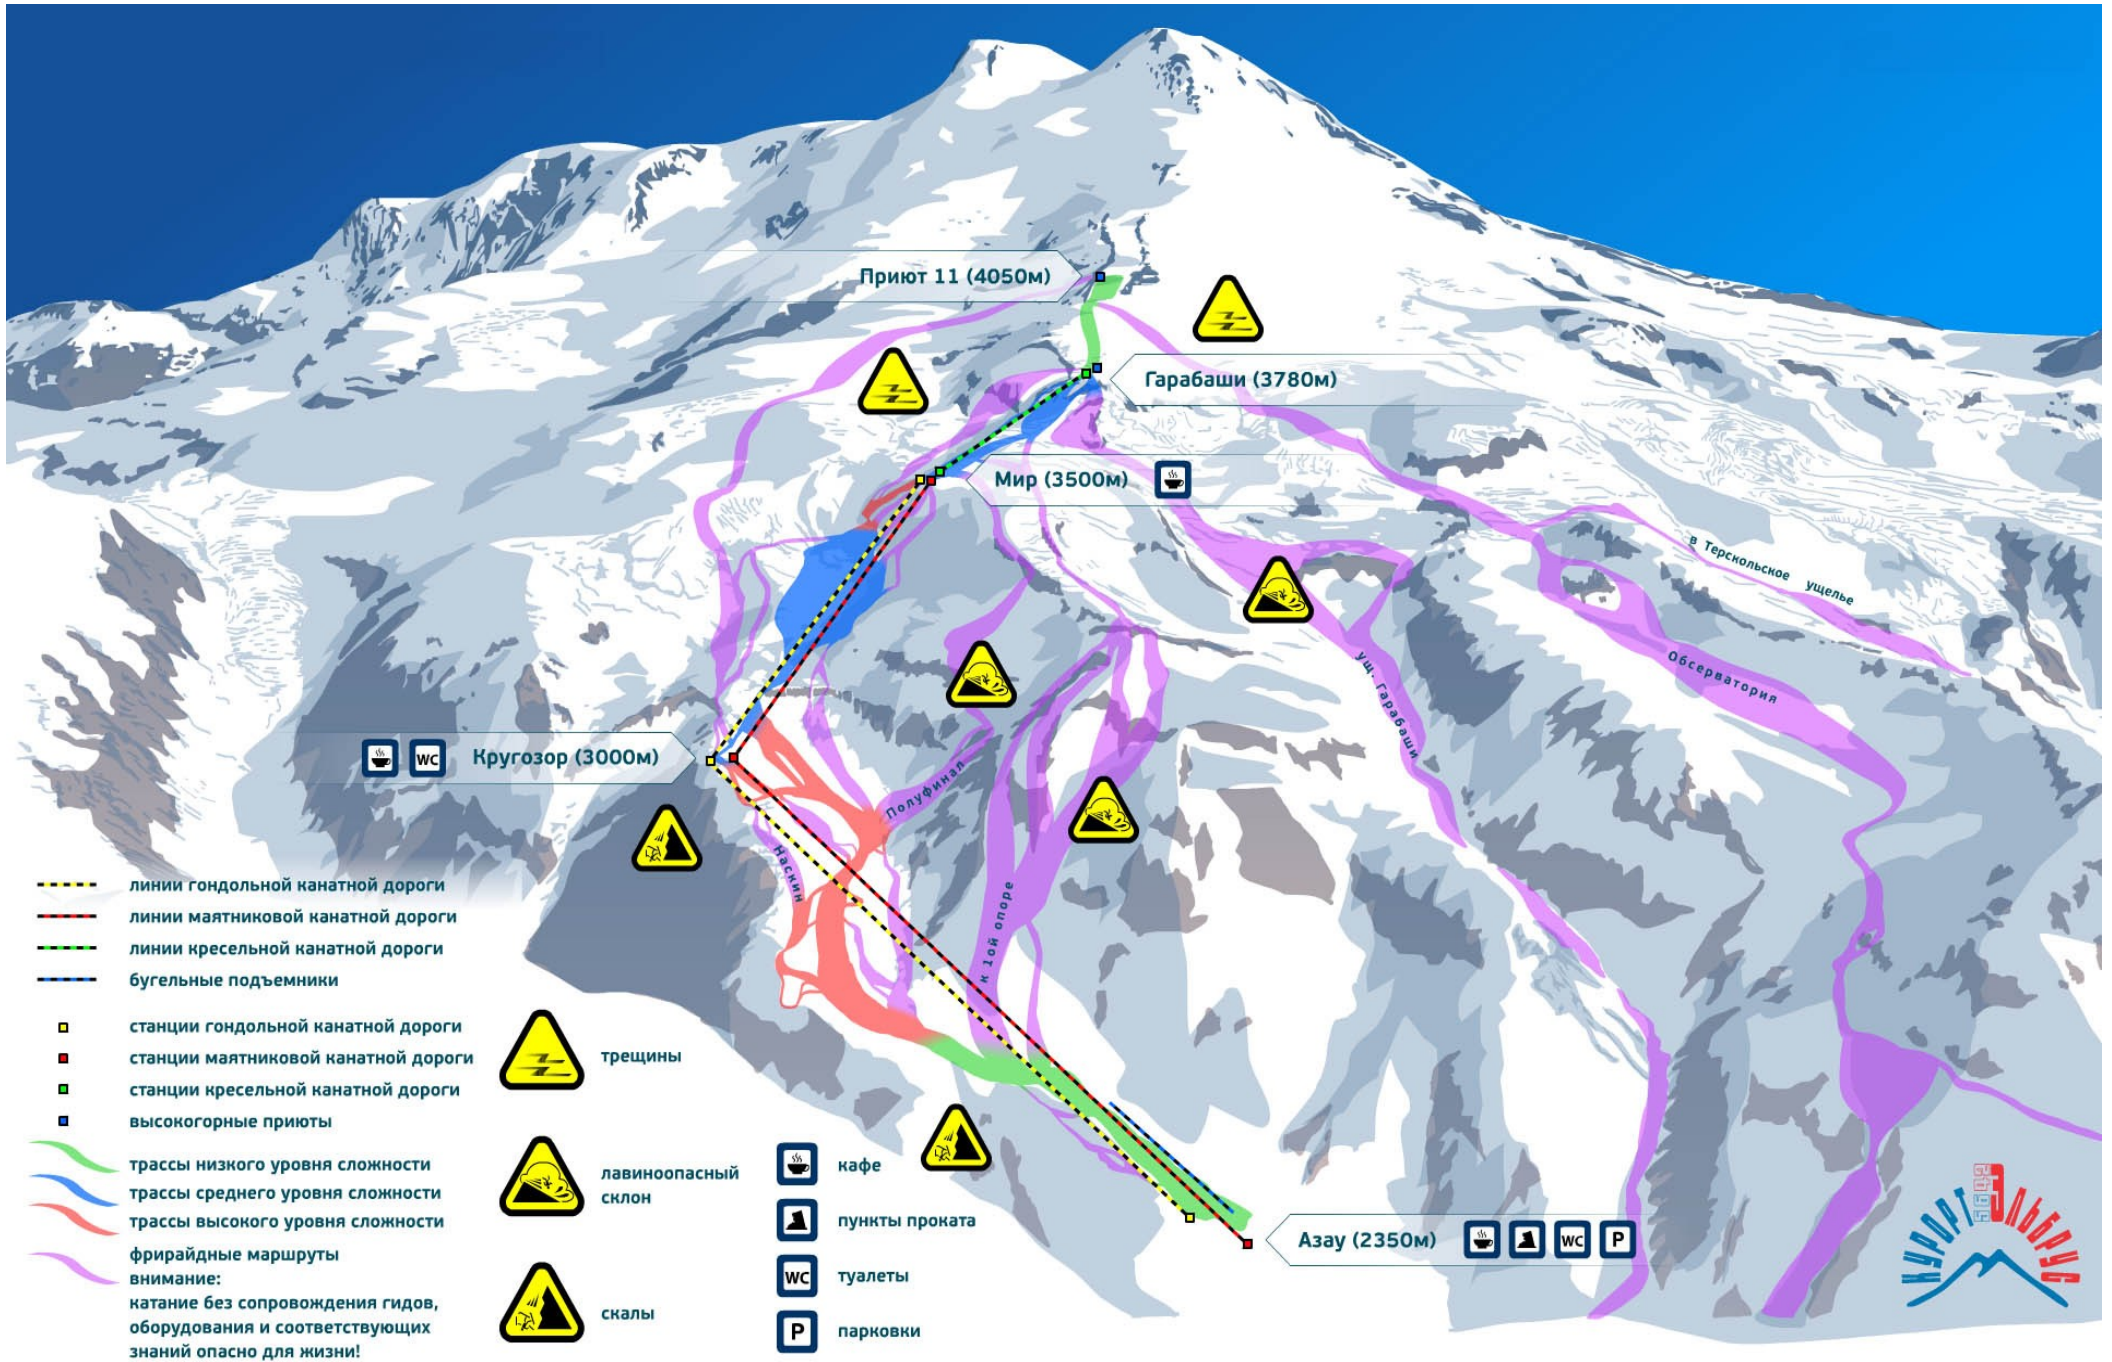 Приют 11 (4050м)
Гарабаши (3780м)
Мир (3500м)
в Терскольское ущелье
Обсерватория
ущ. Гарабаши
WC
Кругозор (3000м)
Полуфинал
Наскин
к 1ой опоре
линии гондольной канатной дороги
линии маятниковой канатной дороги
линии кресельной канатной дороги
бугельные подъемники
станции гондольной канатной дороги
станции маятниковой канатной дороги
станции кресельной канатной дороги
высокогорные приюты
трассы низкого уровня сложности
трассы среднего уровня сложности
трассы высокого уровня сложности
фрирайдные маршруты
внимание:
катание без сопровождения гидов,
оборудования и соответствующих
знаний опасно для жизни!
трещины
лавиноопасный
склон
скалы
кафе
пункты проката
WC
туалеты
P
парковки
Азау (2350м)
WC
P
КУРОРТ
5642
ЭЛЬБРУС